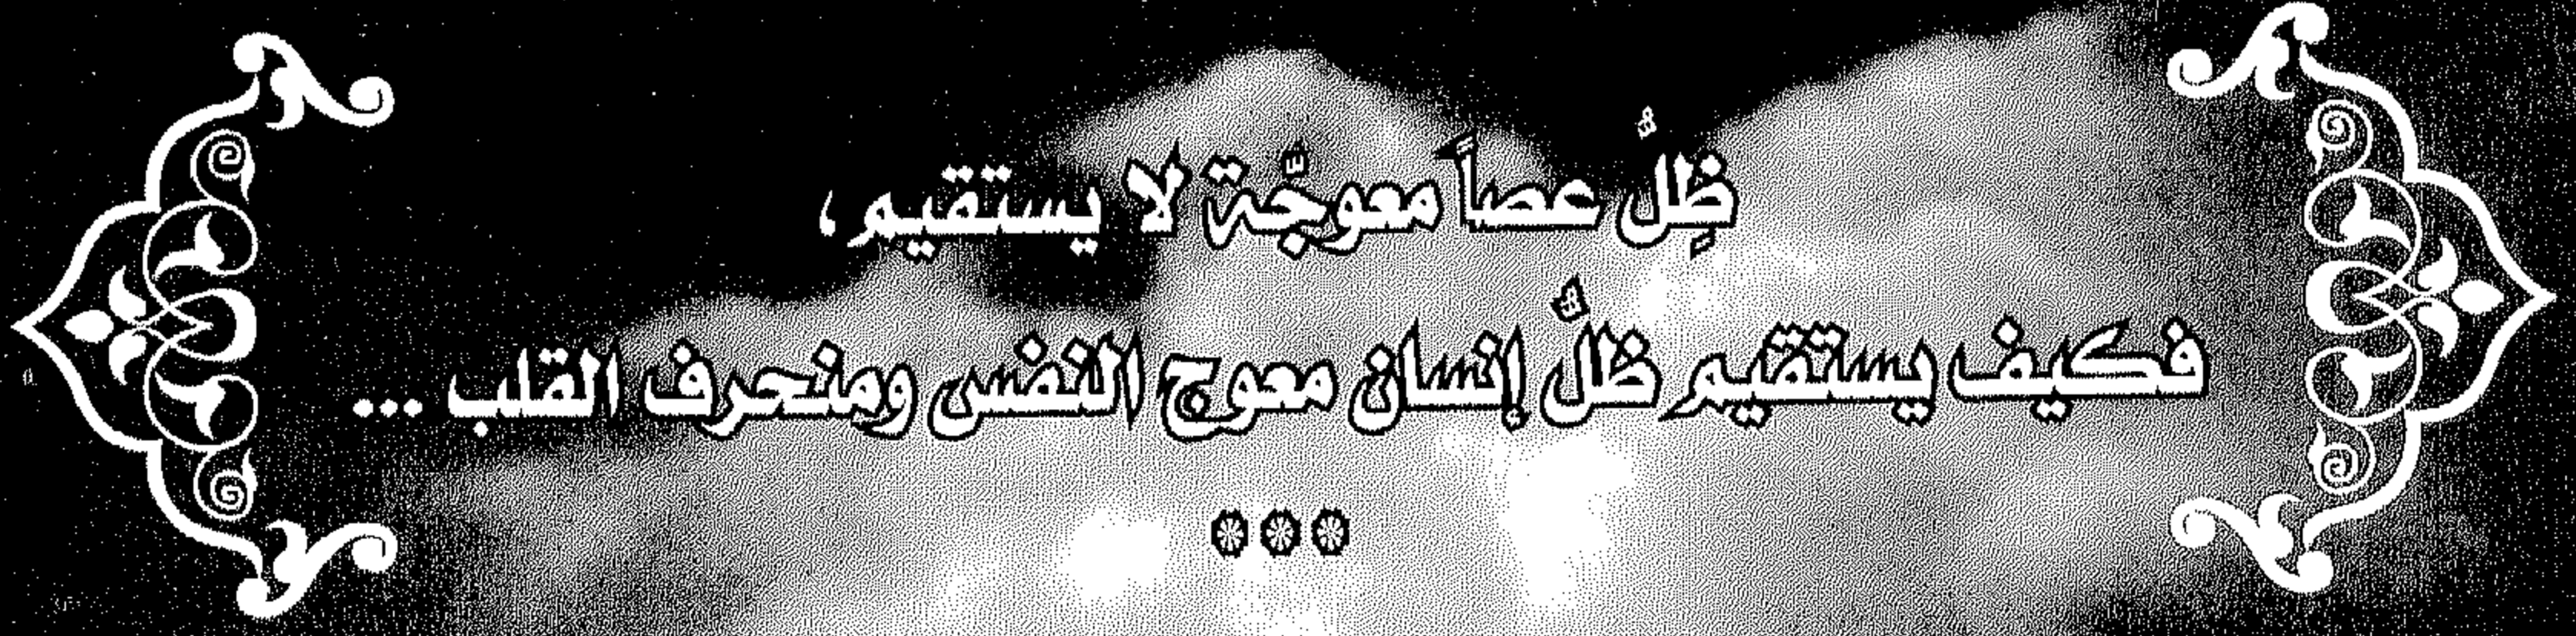 ظِلُّ عصاً معوجّة لا يستقيم،
فكيف يستقيم ظلُّ إنسان معوج النفس ومنحرف القلب ...
***